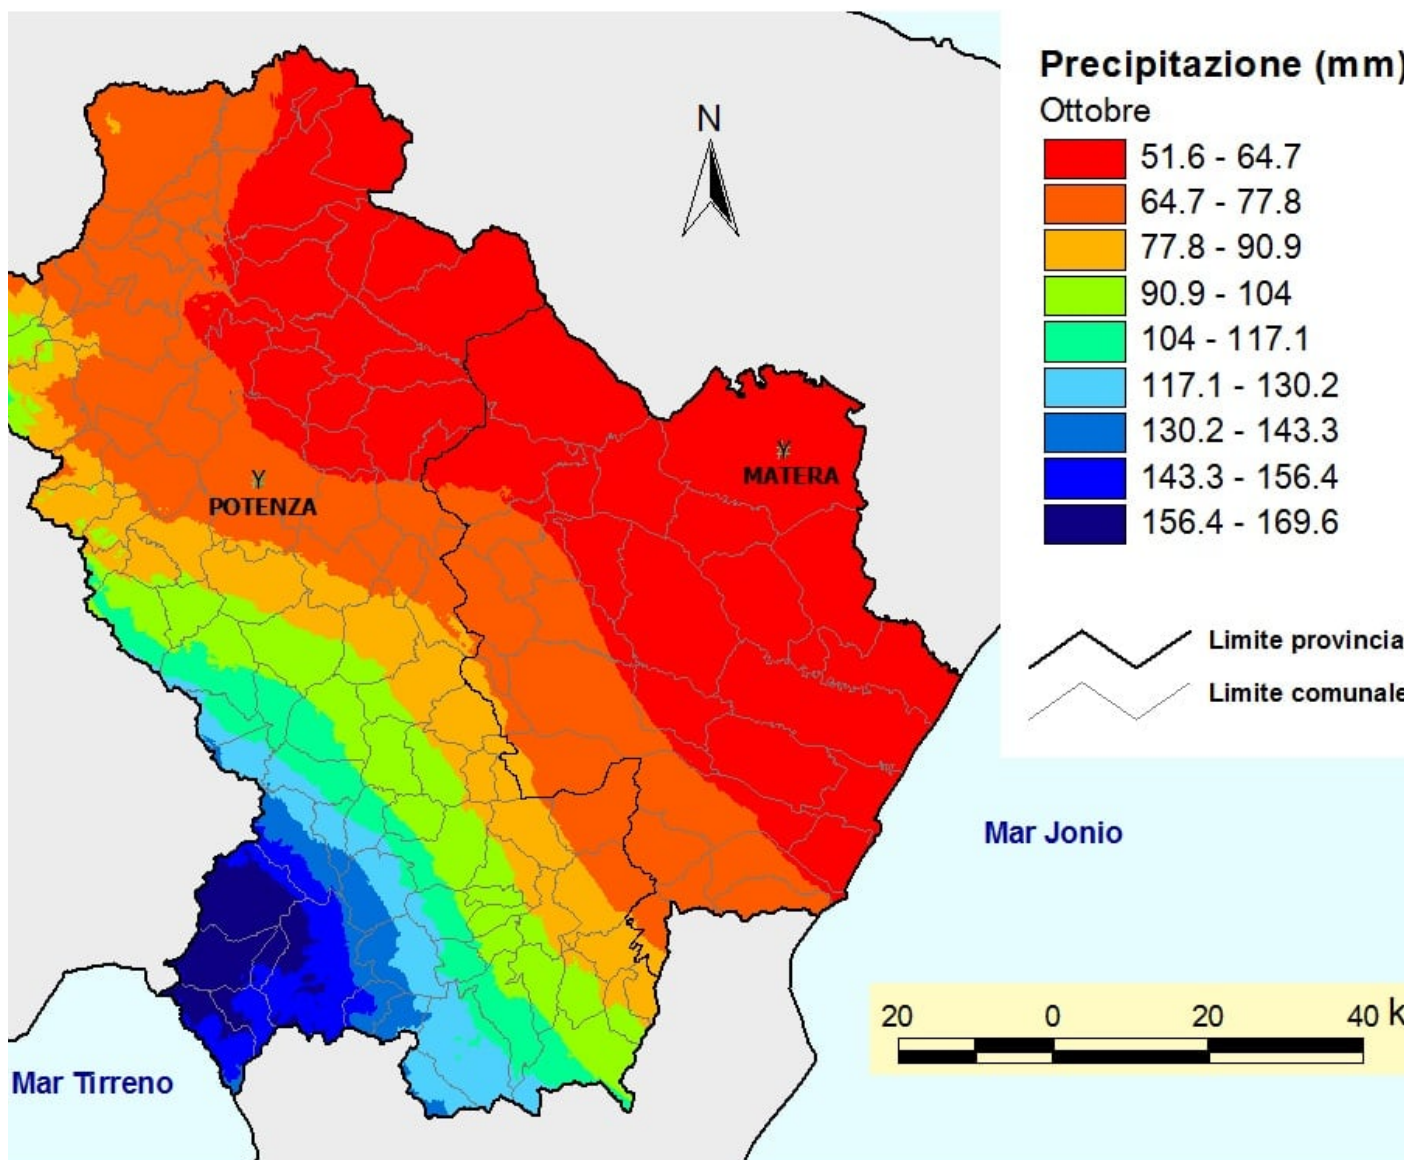 Precipitazione (mm)
Ottobre
51.6 - 64.7
64.7 - 77.8
77.8 - 90.9
90.9 - 104
104 - 117.1
117.1 - 130.2
130.2 - 143.3
143.3 - 156.4
156.4 - 169.6
Limite provincia
Limite comunale
N
MATERA
POTENZA
Mar Jonio
Mar Tirreno
20 0 20 40 k